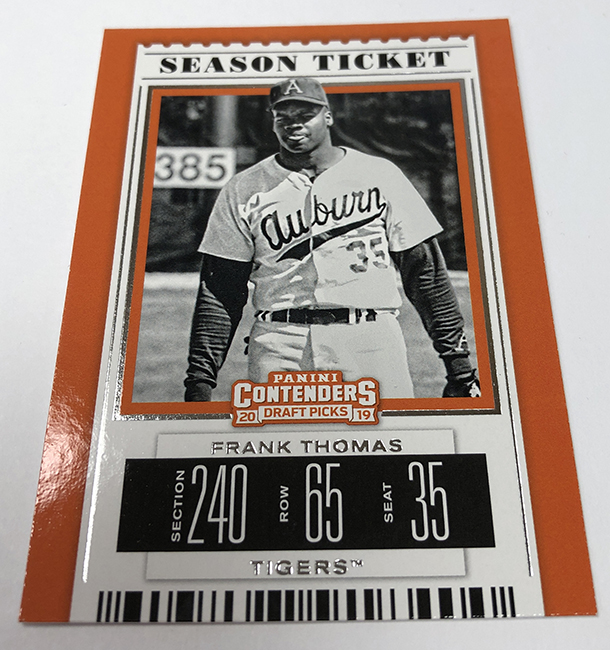 SEASON TICKET
A
385
Auburn
35
A
PANINI
CONTENDERS
20 DRAFT PICKS 19
FRANK THOMAS
SECTION 240 ROW 65 SEAT 35
TIGERS™